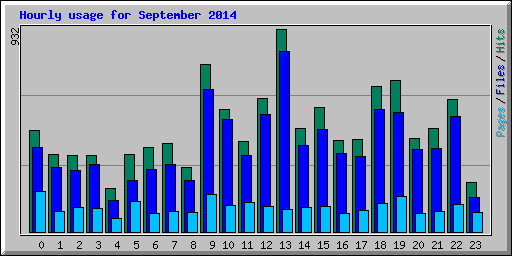 Hourly usage for September 2014
932
Pages / Files / Hits
0 1 2 3 4 5 6 7 8 9 10 11 12 13 14 15 16 17 18 19 20 21 22 23